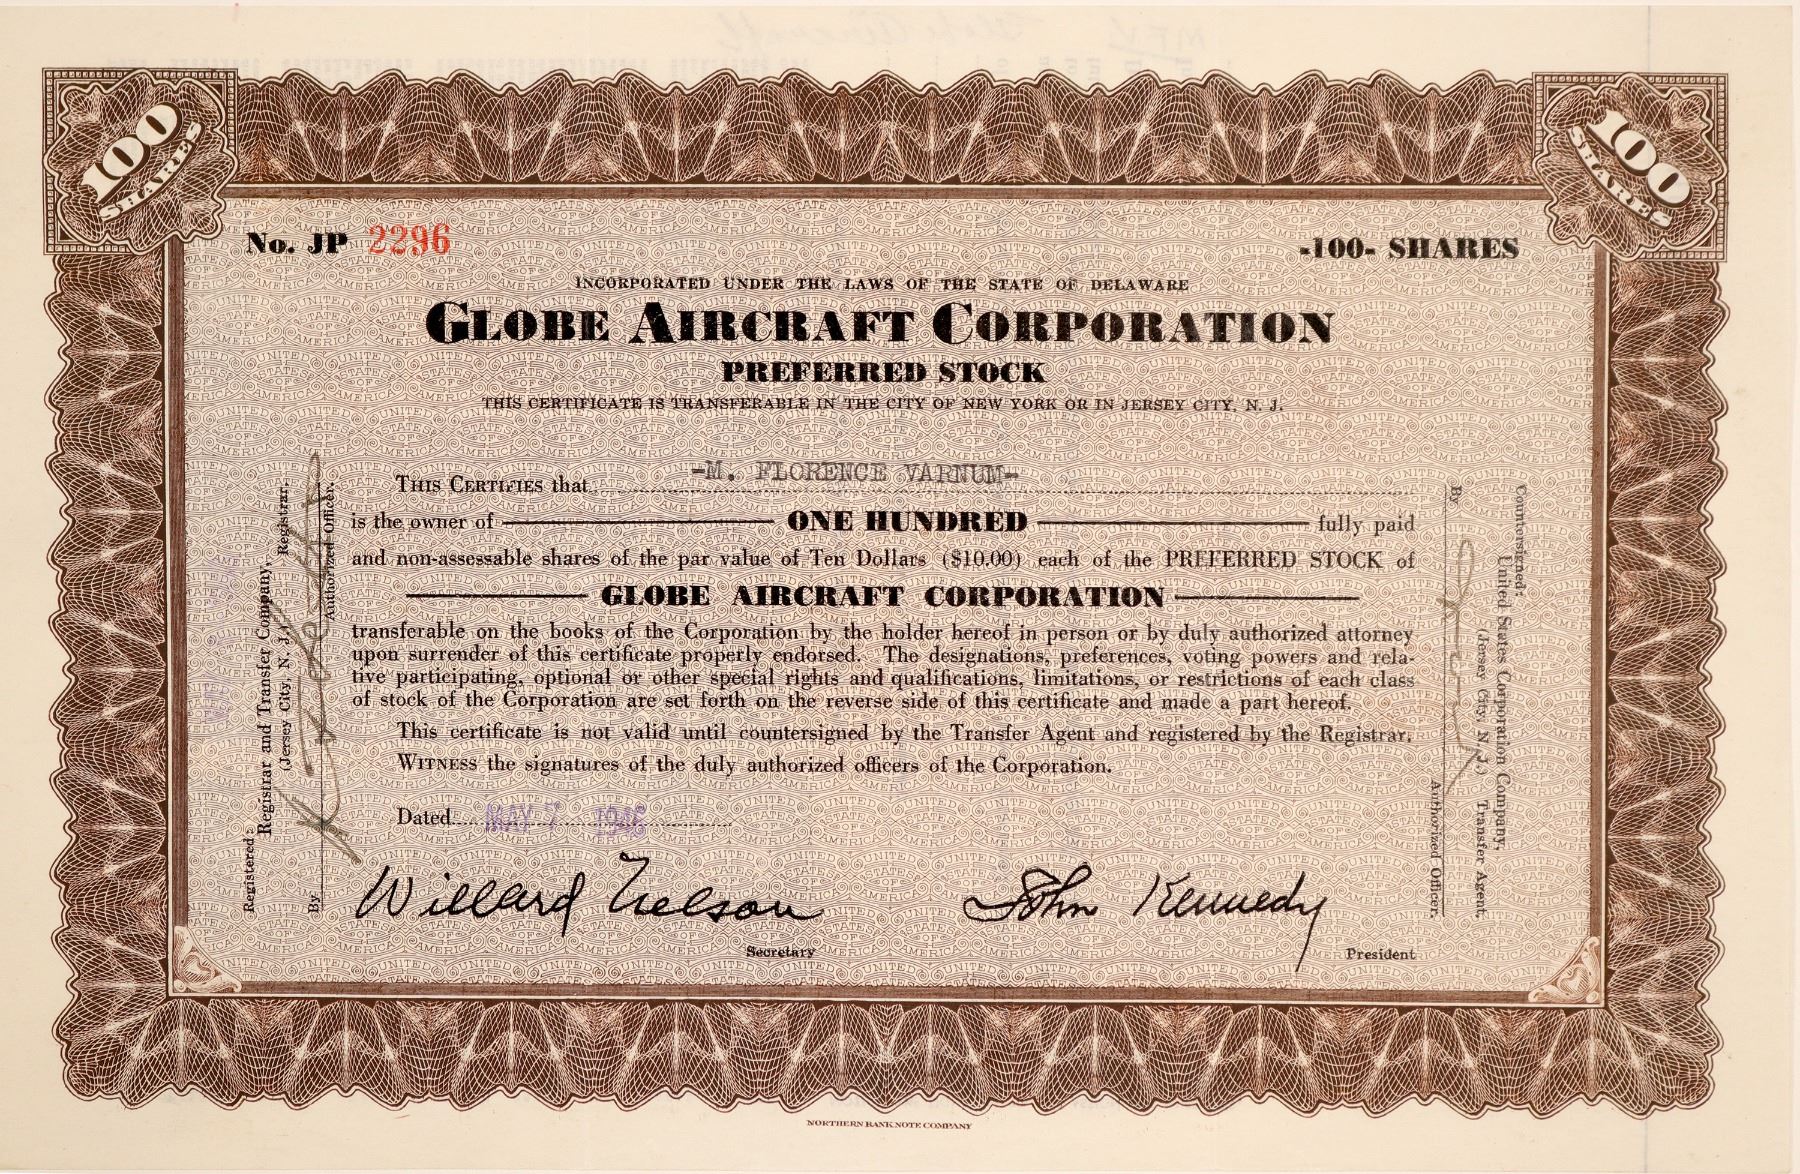 100
SHARES
100
SHARES
No. JP 2296
-100- SHARES
INCORPORATED UNDER THE LAWS OF THE STATE OF DELAWARE
GLOBE AIRCRAFT CORPORATION
PREFERRED STOCK
THIS CERTIFICATE IS TRANSFERABLE IN THE CITY OF NEW YORK OR IN JERSEY CITY, N. J.
THIS CERTIFIES that -M. FLORENCE VARNUM-
is the owner of ONE HUNDRED fully paid
and non-assessable shares of the par value of Ten Dollars ($10.00) each of the PREFERRED STOCK of
GLOBE AIRCRAFT CORPORATION
transferable on the books of the Corporation by the holder hereof in person or by duly authorized attorney
upon surrender of this certificate properly endorsed. The designations, preferences, voting powers and rela-
tive participating, optional or other special rights and qualifications, limitations, or restrictions of each class
of stock of the Corporation are set forth on the reverse side of this certificate and made a part hereof.
This certificate is not valid until countersigned by the Transfer Agent and registered by the Registrar.
WITNESS the signatures of the duly authorized officers of the Corporation.
Dated MAY 7 1946
Willard Nelson
Secretary
John Kennedy
President
Registered:
Registrar and Transfer Company,
(Jersey City, N. J.) Registrar.
By
Authorized Officer.
Countersigned:
United States Corporation Company,
(Jersey City, N. J.) Transfer Agent,
By
Authorized Officer.
NORTHERN BANK NOTE COMPANY